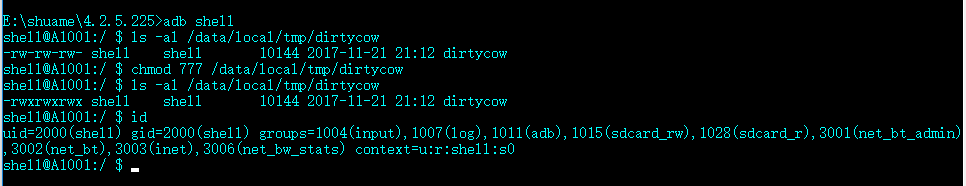 E:\shuame\4.2.5.225>adb shell
shell@A1001:/ $ ls -al /data/local/tmp/dirtycow
-rw-rw-rw- shell    shell       10144 2017-11-21 21:12 dirtycow
shell@A1001:/ $ chmod 777 /data/local/tmp/dirtycow
shell@A1001:/ $ ls -al /data/local/tmp/dirtycow
-rwxrwxrwx shell    shell       10144 2017-11-21 21:12 dirtycow
shell@A1001:/ $ id
uid=2000(shell) gid=2000(shell) groups=1004(input),1007(log),1011(adb),1015(sdcard_rw),1028(sdcard_r),3001(net_bt_admin)
,3002(net_bt),3003(inet),3006(net_bw_stats) context=u:r:shell:s0
shell@A1001:/ $